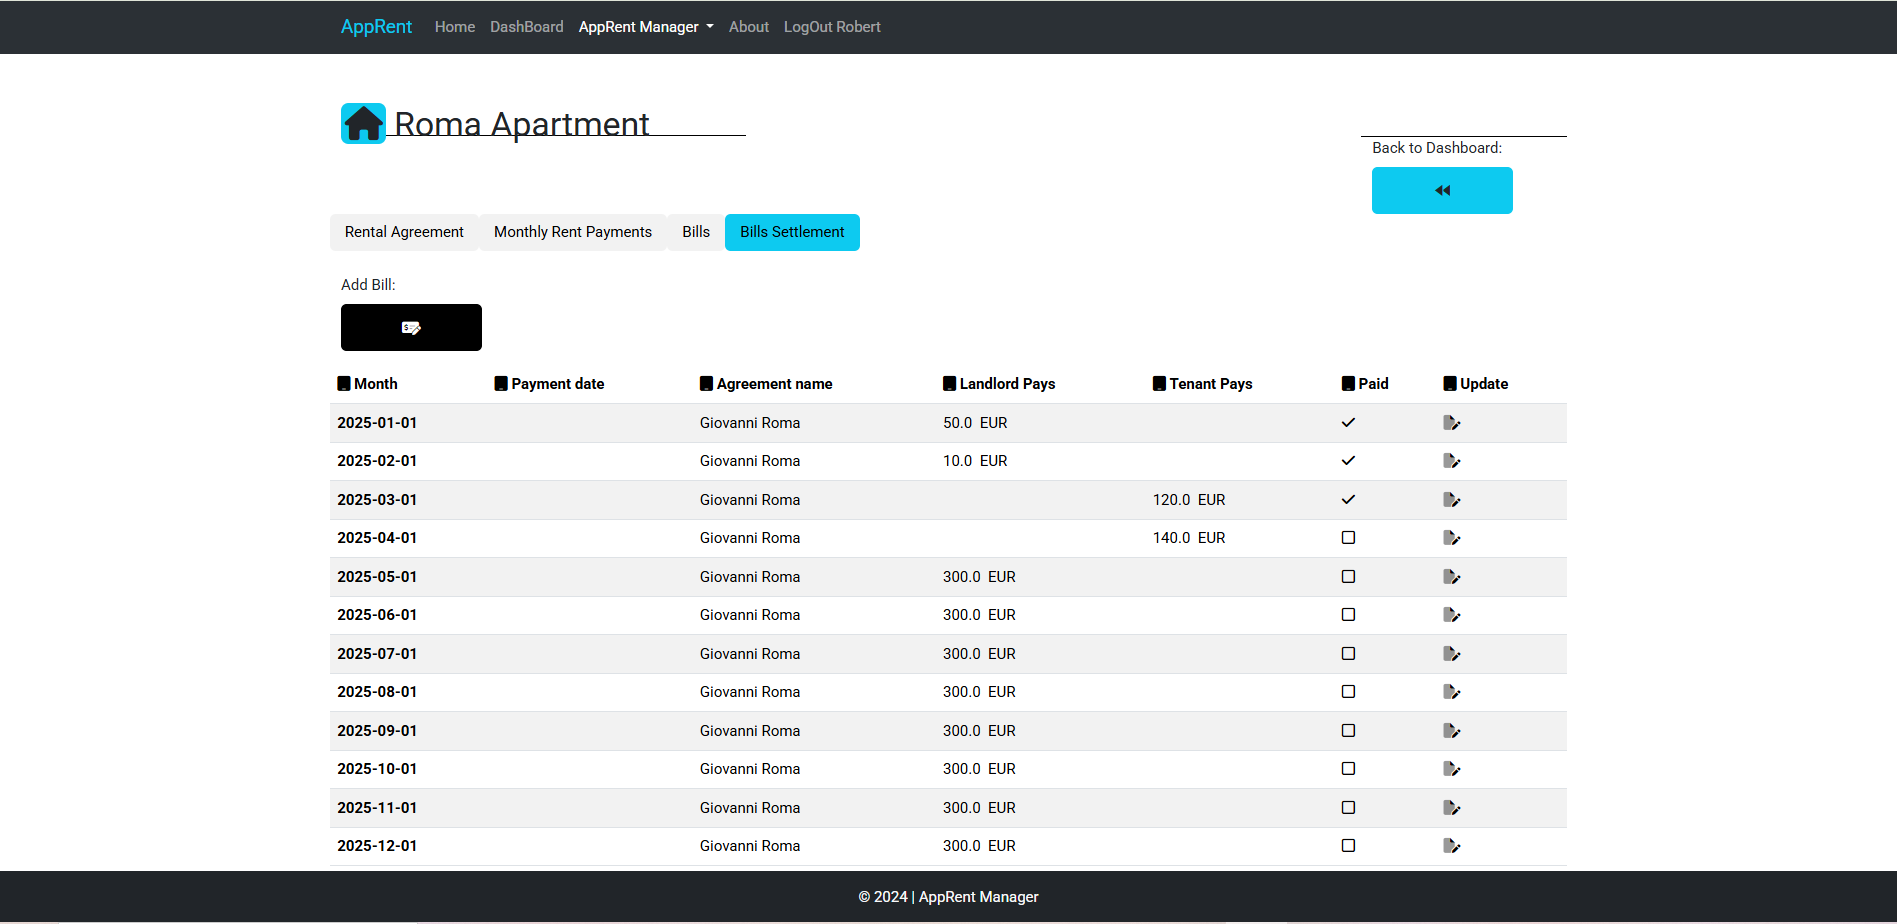 AppRent Home DashBoard AppRent Manager About LogOut Robert
Roma Apartment
Back to Dashboard:
Rental Agreement Monthly Rent Payments Bills Bills Settlement
Add Bill:
Month Payment date Agreement name Landlord Pays Tenant Pays Paid Update
2025-01-01 Giovanni Roma 50.0 EUR
2025-02-01 Giovanni Roma 10.0 EUR
2025-03-01 Giovanni Roma 120.0 EUR
2025-04-01 Giovanni Roma 140.0 EUR
2025-05-01 Giovanni Roma 300.0 EUR
2025-06-01 Giovanni Roma 300.0 EUR
2025-07-01 Giovanni Roma 300.0 EUR
2025-08-01 Giovanni Roma 300.0 EUR
2025-09-01 Giovanni Roma 300.0 EUR
2025-10-01 Giovanni Roma 300.0 EUR
2025-11-01 Giovanni Roma 300.0 EUR
2025-12-01 Giovanni Roma 300.0 EUR
© 2024 | AppRent Manager